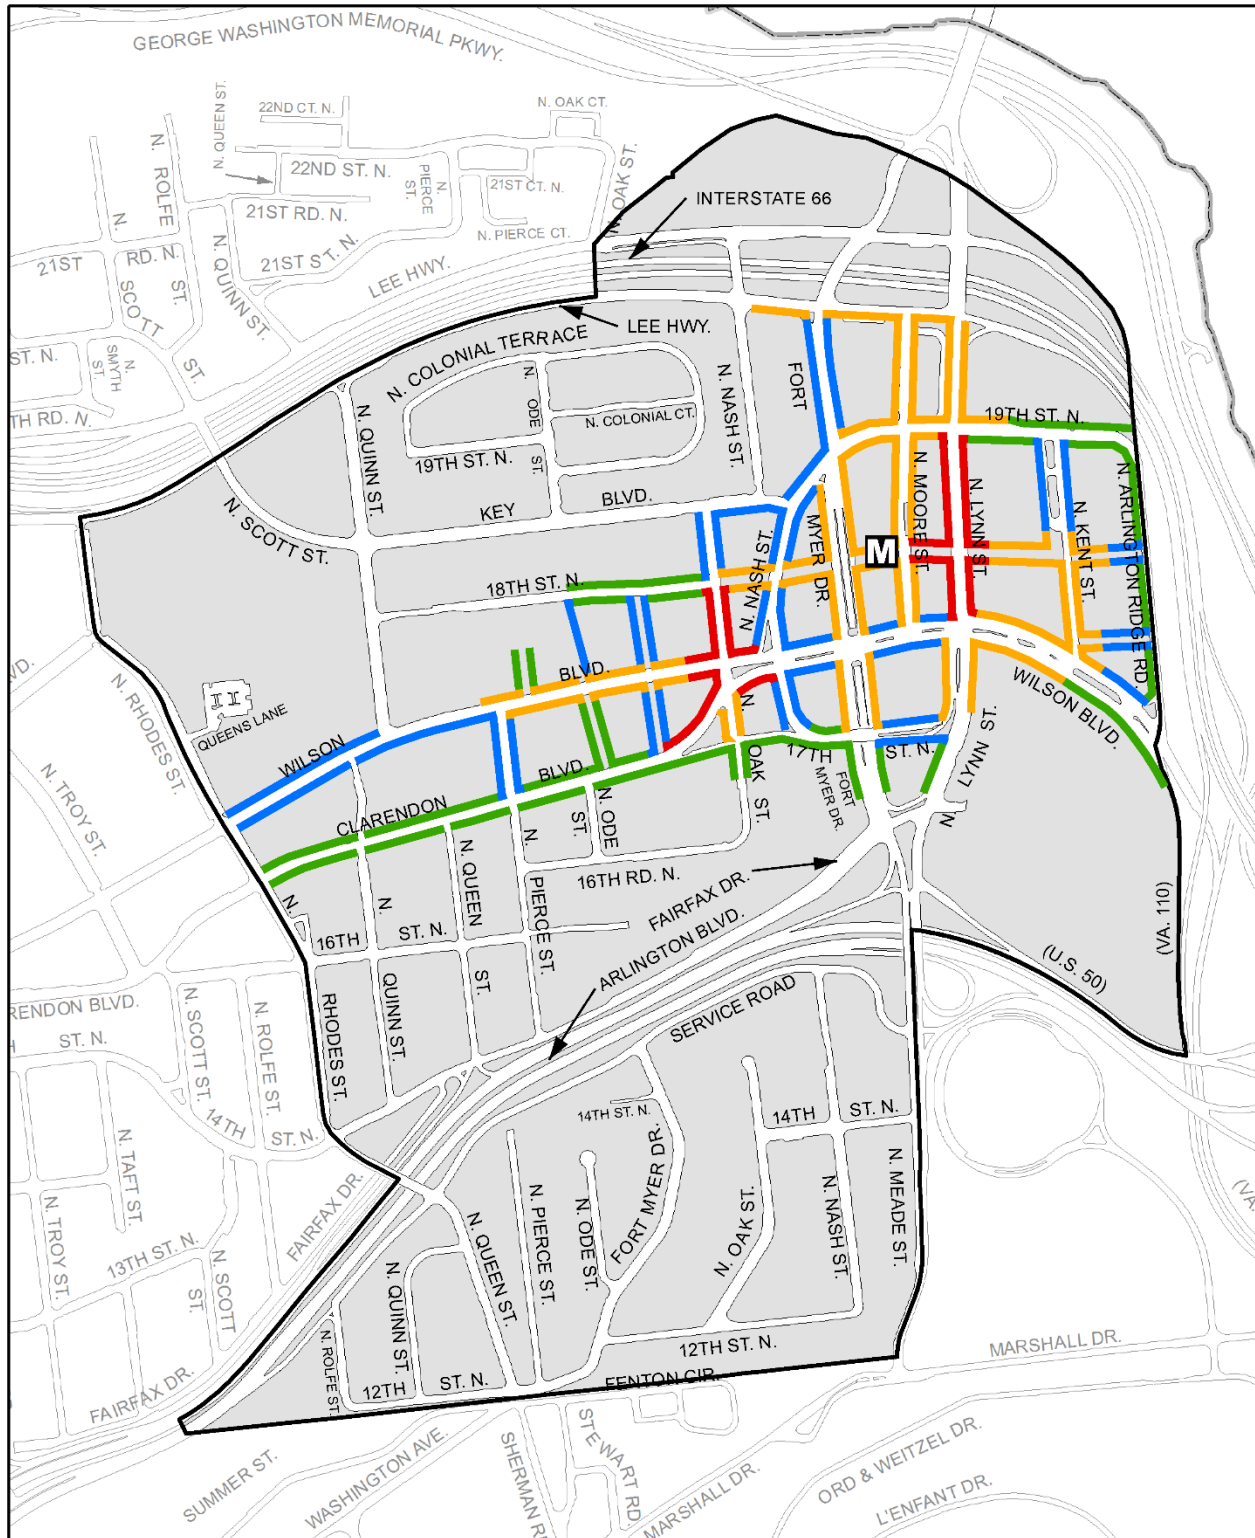 GEORGE WASHINGTON MEMORIAL PKWY.
N. QUEEN ST.
22ND CT. N.
N. OAK CT.
N. ROLFE ST.
22ND ST. N.
N. PIERCE ST.
21ST CT. N.
N. OAK ST.
INTERSTATE 66
21ST RD. N.
N. PIERCE CT.
N. SCOTT ST.
21ST RD. N.
N. QUINN ST.
21ST ST. N.
LEE HWY.
LEE HWY.
ST. N.
N. SMYTH ST.
TH RD. N.
N. COLONIAL TERRACE
N. ODE ST.
N. COLONIAL CT.
N. NASH ST.
FORT MYER DR.
19TH ST. N.
N. QUINN ST.
19TH ST. N.
N. SCOTT ST.
KEY BLVD.
N. MOORE ST.
N. LYNN ST.
N. KENT ST.
N. ARLINGTON RIDGE RD.
M
18TH ST. N.
N. NASH ST.
BLVD.
WILSON BLVD.
QUEENS LANE
N. RHODES ST.
WILSON BLVD.
N. OAK ST.
17TH ST. N.
N. LYNN ST.
FORT MYER DR.
N. TROY ST.
CLARENDON BLVD.
N. ODE ST.
N. QUEEN ST.
N. PIERCE ST.
16TH RD. N.
FAIRFAX DR.
ARLINGTON BLVD.
(VA. 110)
(U.S. 50)
N. RHODES ST.
16TH ST. N.
N. QUINN ST.
SERVICE ROAD
RENDON BLVD.
ST. N.
N. SCOTT ST.
N. ROLFE ST.
14TH ST. N.
N. TAFT ST.
14TH ST. N.
14TH ST. N.
FORT MYER DR.
N. MEADE ST.
N. OAK ST.
N. NASH ST.
N. ODE ST.
N. PIERCE ST.
N. QUEEN ST.
N. QUINN ST.
FAIRFAX DR.
13TH ST. N.
N. TROY ST.
N. SCOTT ST.
(VA.
N. ROLFE ST.
12TH ST. N.
12TH ST. N.
MARSHALL DR.
FENTON CIR.
FAIRFAX DR.
SUMMER ST.
WASHINGTON AVE.
SHERMAN R
STEWART RD
MARSHALL DR.
ORD & WEITZEL DR.
L'ENFANT DR.